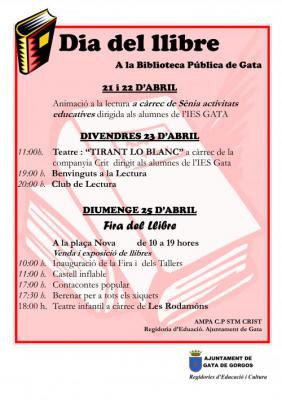 Dia del llibre
A la Biblioteca Pública de Gata
21 i 22 D'ABRIL
Animació a la lectura a càrrec de Sènia activitats
educatives dirigida als alumnes de l'IES GATA
DIVENDRES 23 D'ABRIL
11:00h. Teatre : "TIRANT LO BLANC" a càrrec de la
companyia Crit dirigit als alumnes de l'IES Gata
19:00 h. Benvinguts a la Lectura
20:00 h. Club de Lectura
DIUMENGE 25 D'ABRIL
Fira del Llibre
A la plaça Nova de 10 a 19 hores
Venda i exposició de llibres
10:00 h. Inauguració de la Fira i dels Tallers
11:00 h. Castell inflable
17:00 h. Contacontes popular
17:30 h. Berenar per a tots els xiquets
18:00 h. Teatre infantil a càrrec de Les Rodamóns
AMPA C.P STM CRIST
Regidoria d'Eduació. Ajuntament de Gata
AJUNTAMENT DE
GATA DE GORGOS
Regidories d'Educació i Cultura